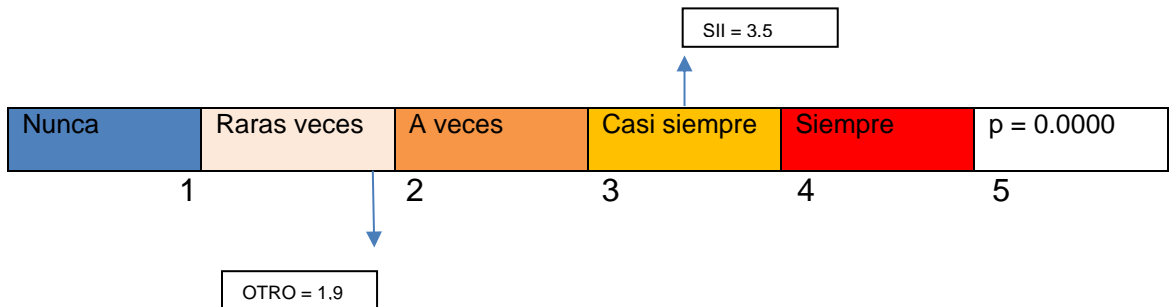 SII = 3.5
Nunca Raras veces A veces Casi siempre Siempre p = 0.0000
1 2 3 4 5
OTRO = 1.9